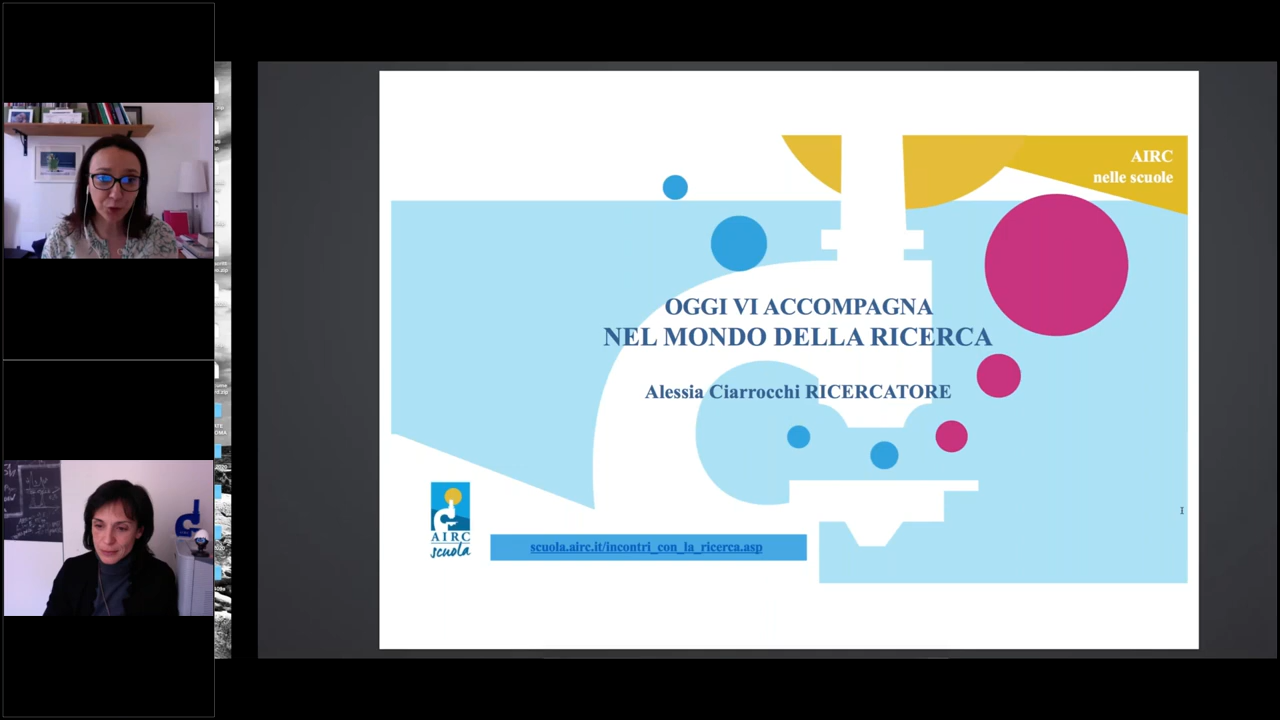 AIRC
nelle scuole
OGGI VI ACCOMPAGNA
NEL MONDO DELLA RICERCA
Alessia Ciarrocchi RICERCATORE
AIRC
scuola
scuola.airc.it/incontri_con_la_ricerca.asp